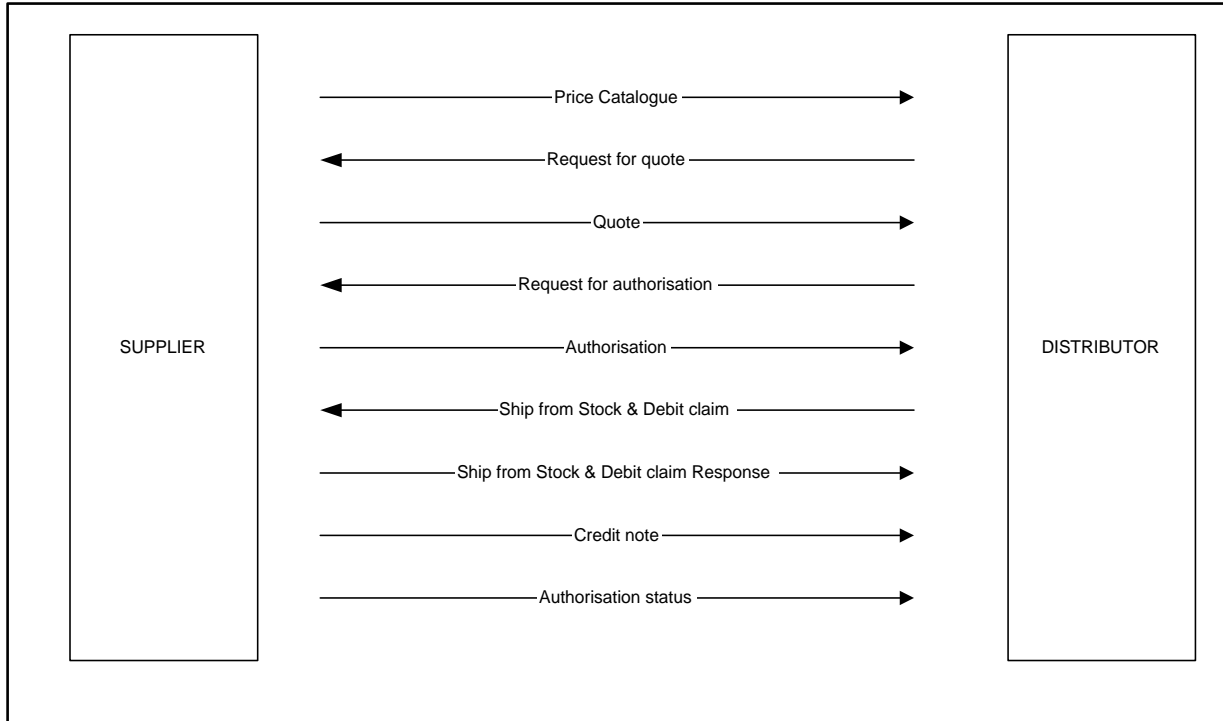 Price Catalogue
Request for quote
Quote
Request for authorisation
SUPPLIER
Authorisation
DISTRIBUTOR
Ship from Stock & Debit claim
Ship from Stock & Debit claim Response
Credit note
Authorisation status